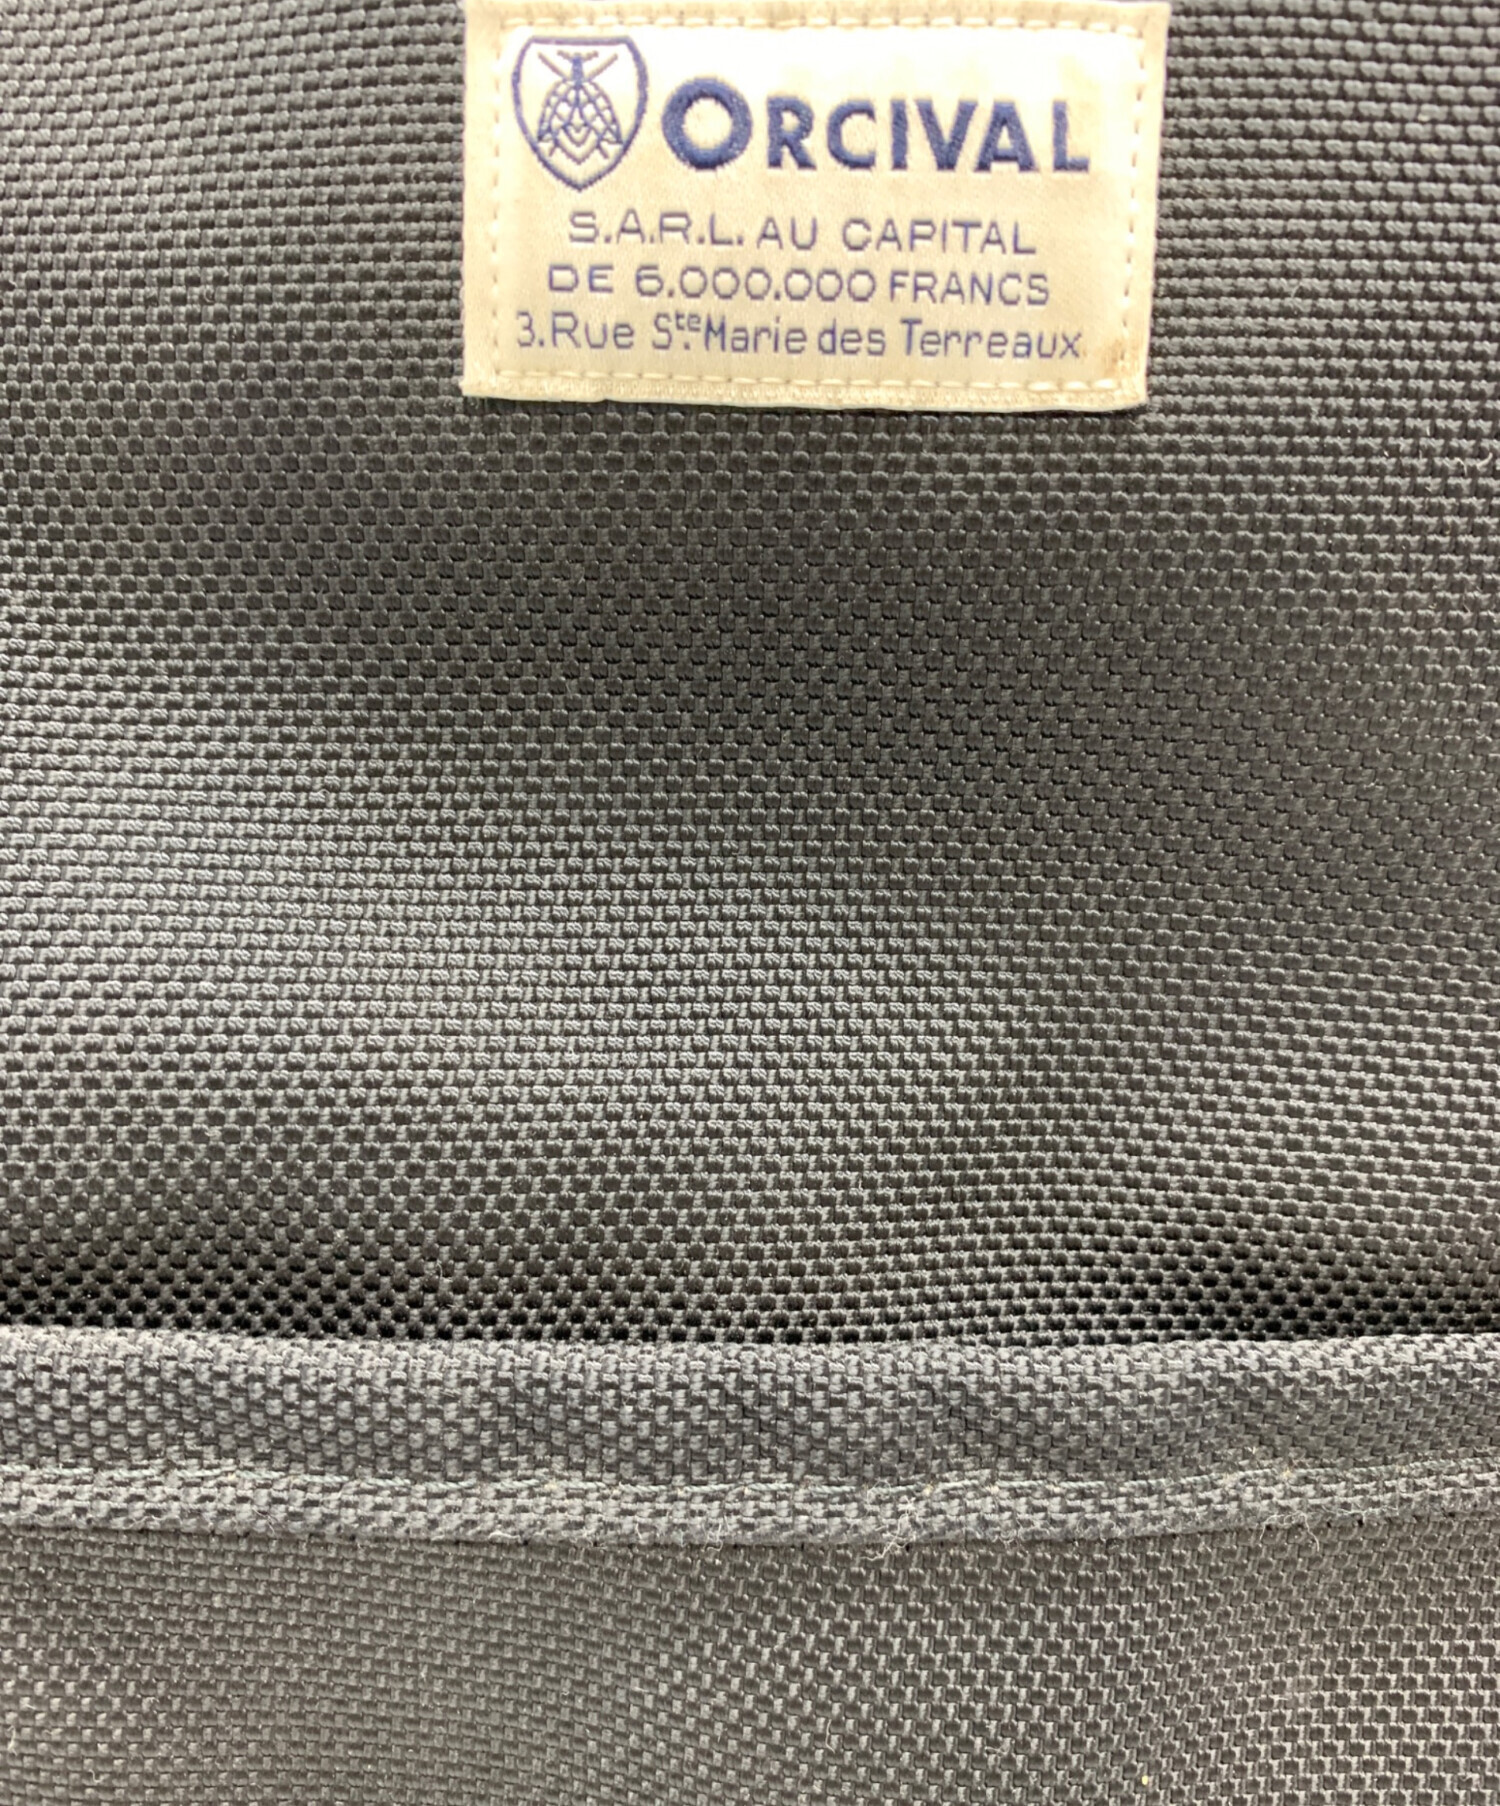 ORCIVAL
S.A.R.L. AU CAPITAL
DE 6.000.000 FRANCS
3.Rue Ste Marie des Terreaux